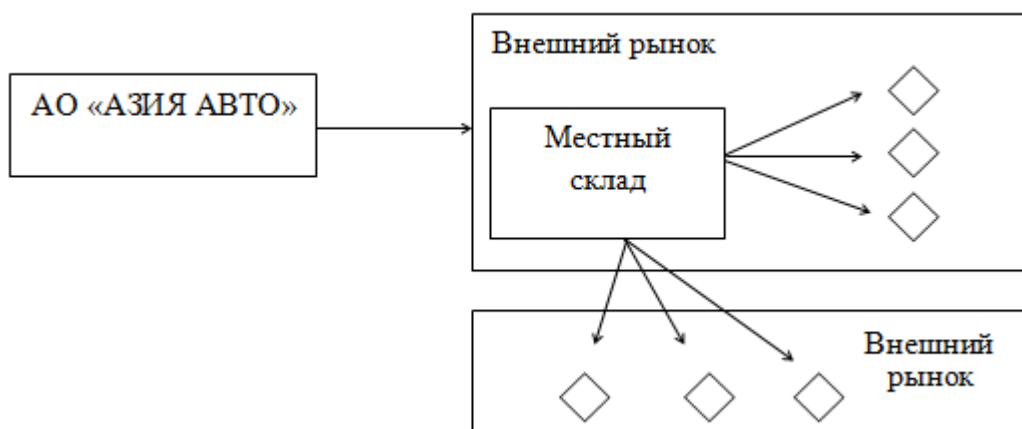 Внешний рынок
АО «АЗИЯ АВТО»
Местный
склад
Внешний
рынок